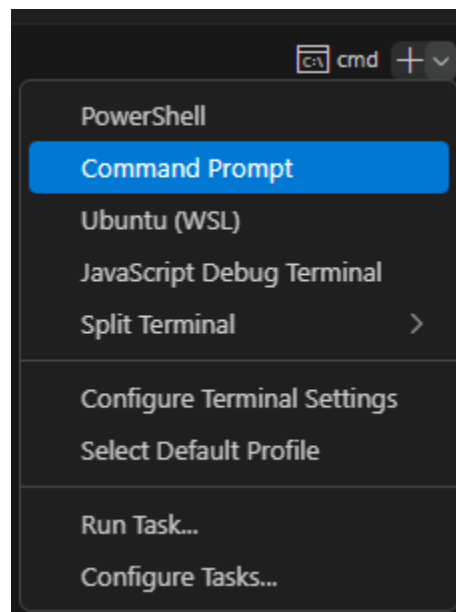 C:\ cmd
PowerShell
Command Prompt
Ubuntu (WSL)
JavaScript Debug Terminal
Split Terminal
Configure Terminal Settings
Select Default Profile
Run Task...
Configure Tasks...